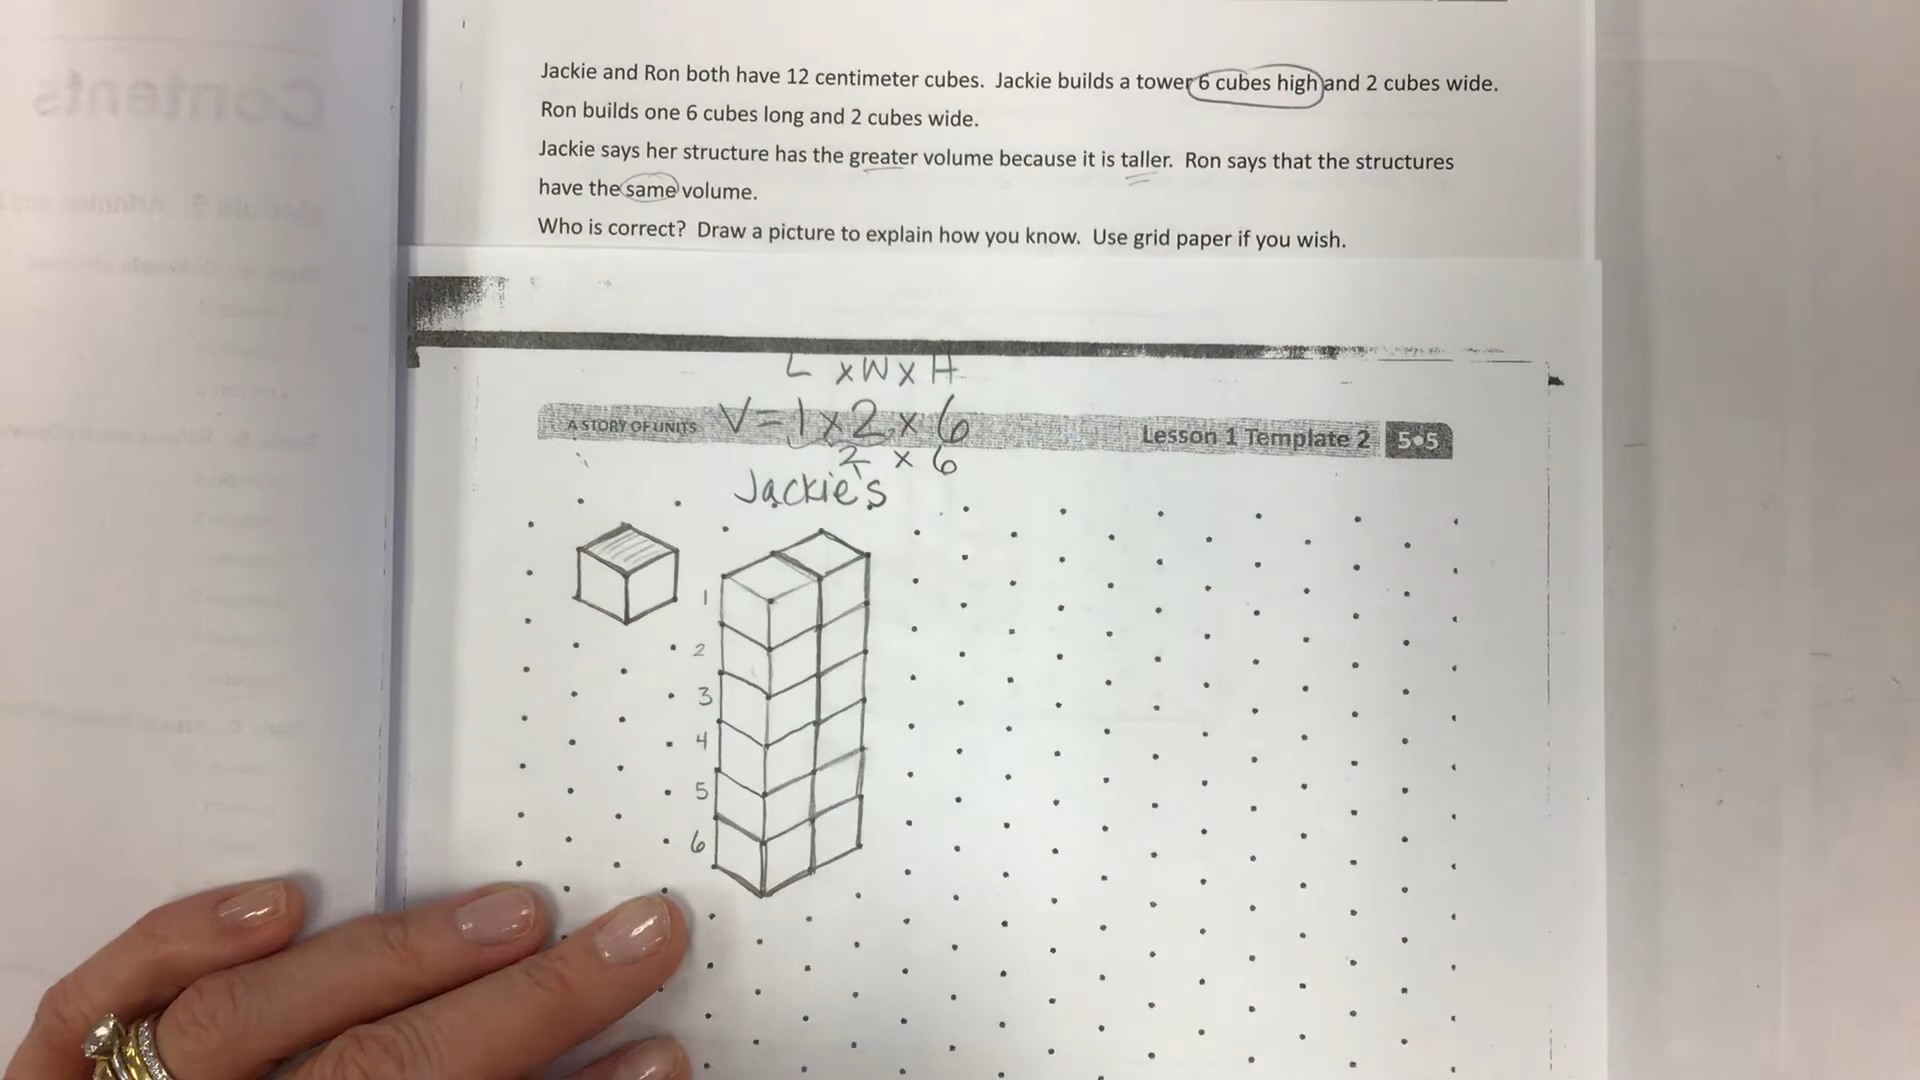 Jackie and Ron both have 12 centimeter cubes. Jackie builds a tower 6 cubes high and 2 cubes wide.
Ron builds one 6 cubes long and 2 cubes wide.
Jackie says her structure has the greater volume because it is taller. Ron says that the structures
have the same volume.
Who is correct? Draw a picture to explain how you know. Use grid paper if you wish.
L x W x H
V = 1 x 2 x 6
A STORY OF UNITS
Lesson 1 Template 2 5•5
2 x 6
Jackie's
1
2
3
4
5
6
Contents